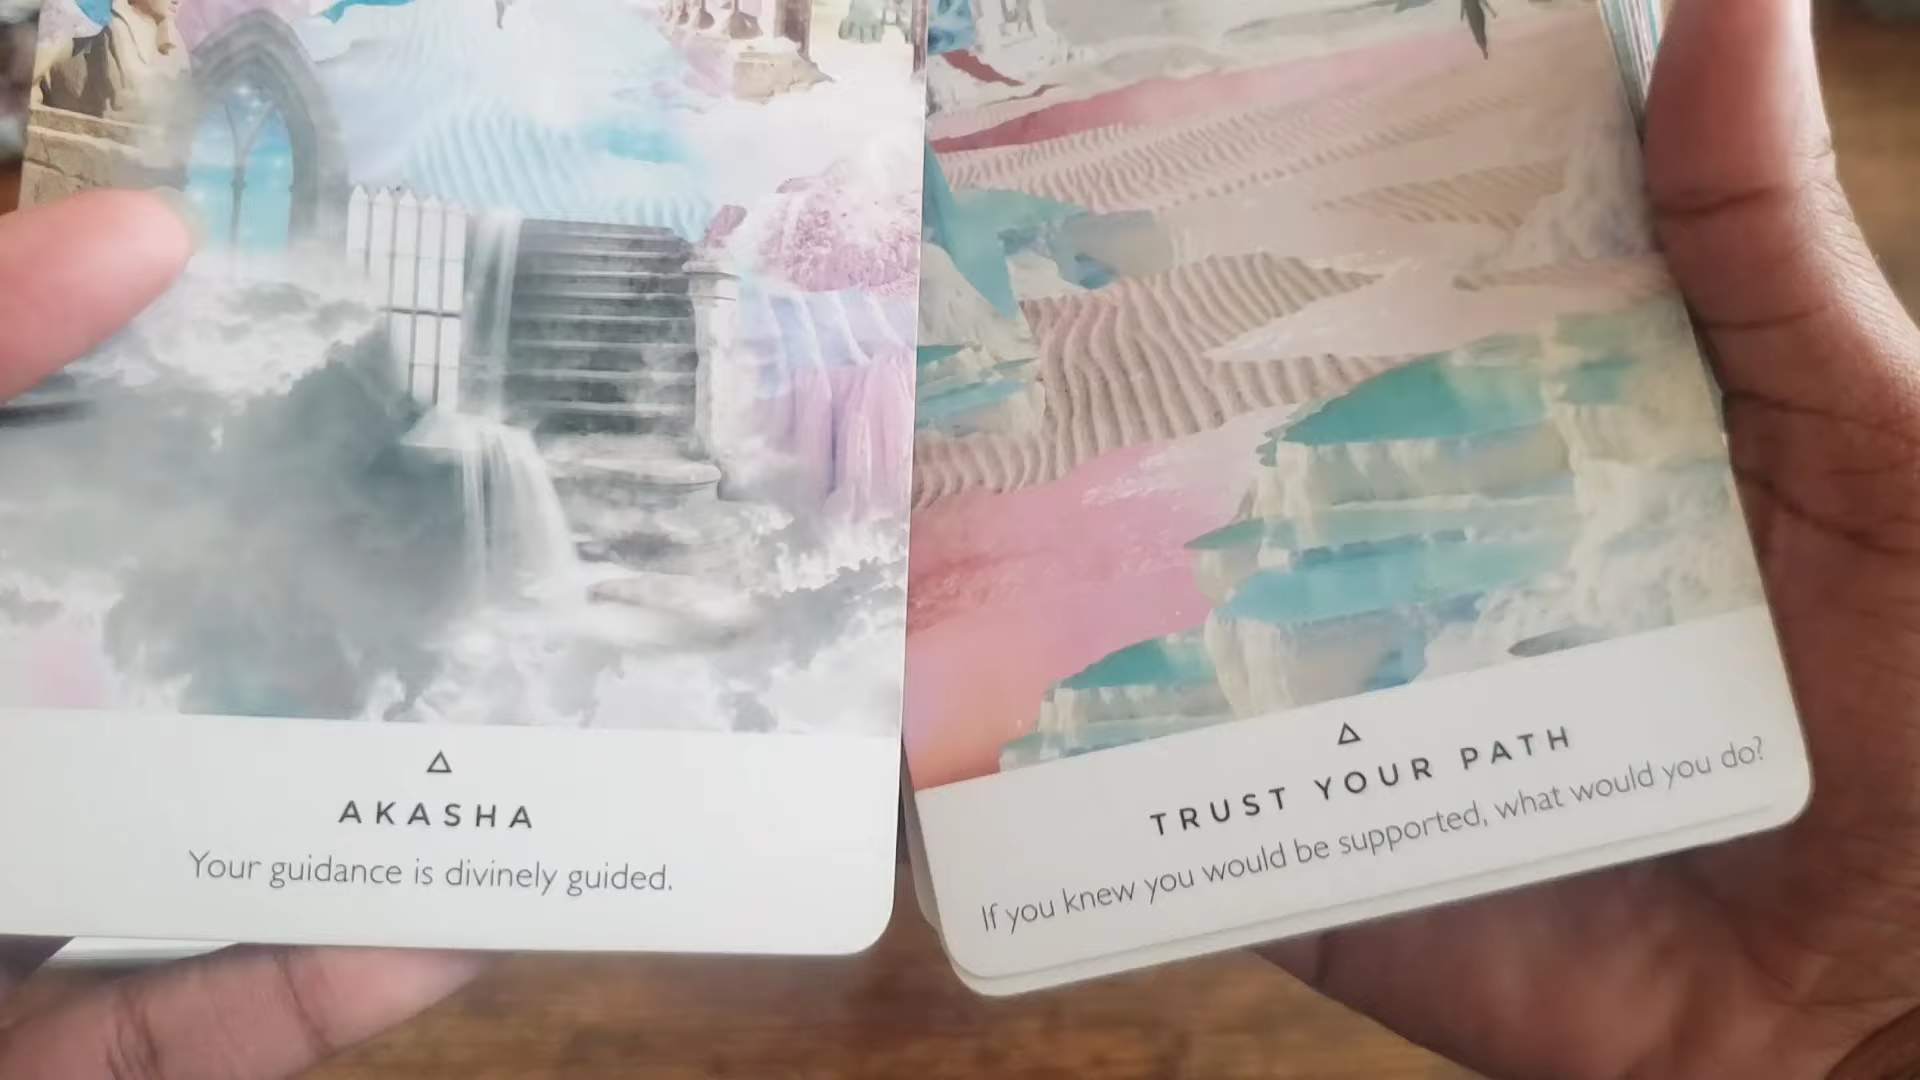 AKASHA
Your guidance is divinely guided.
TRUST YOUR PATH
If you knew you would be supported, what would you do?